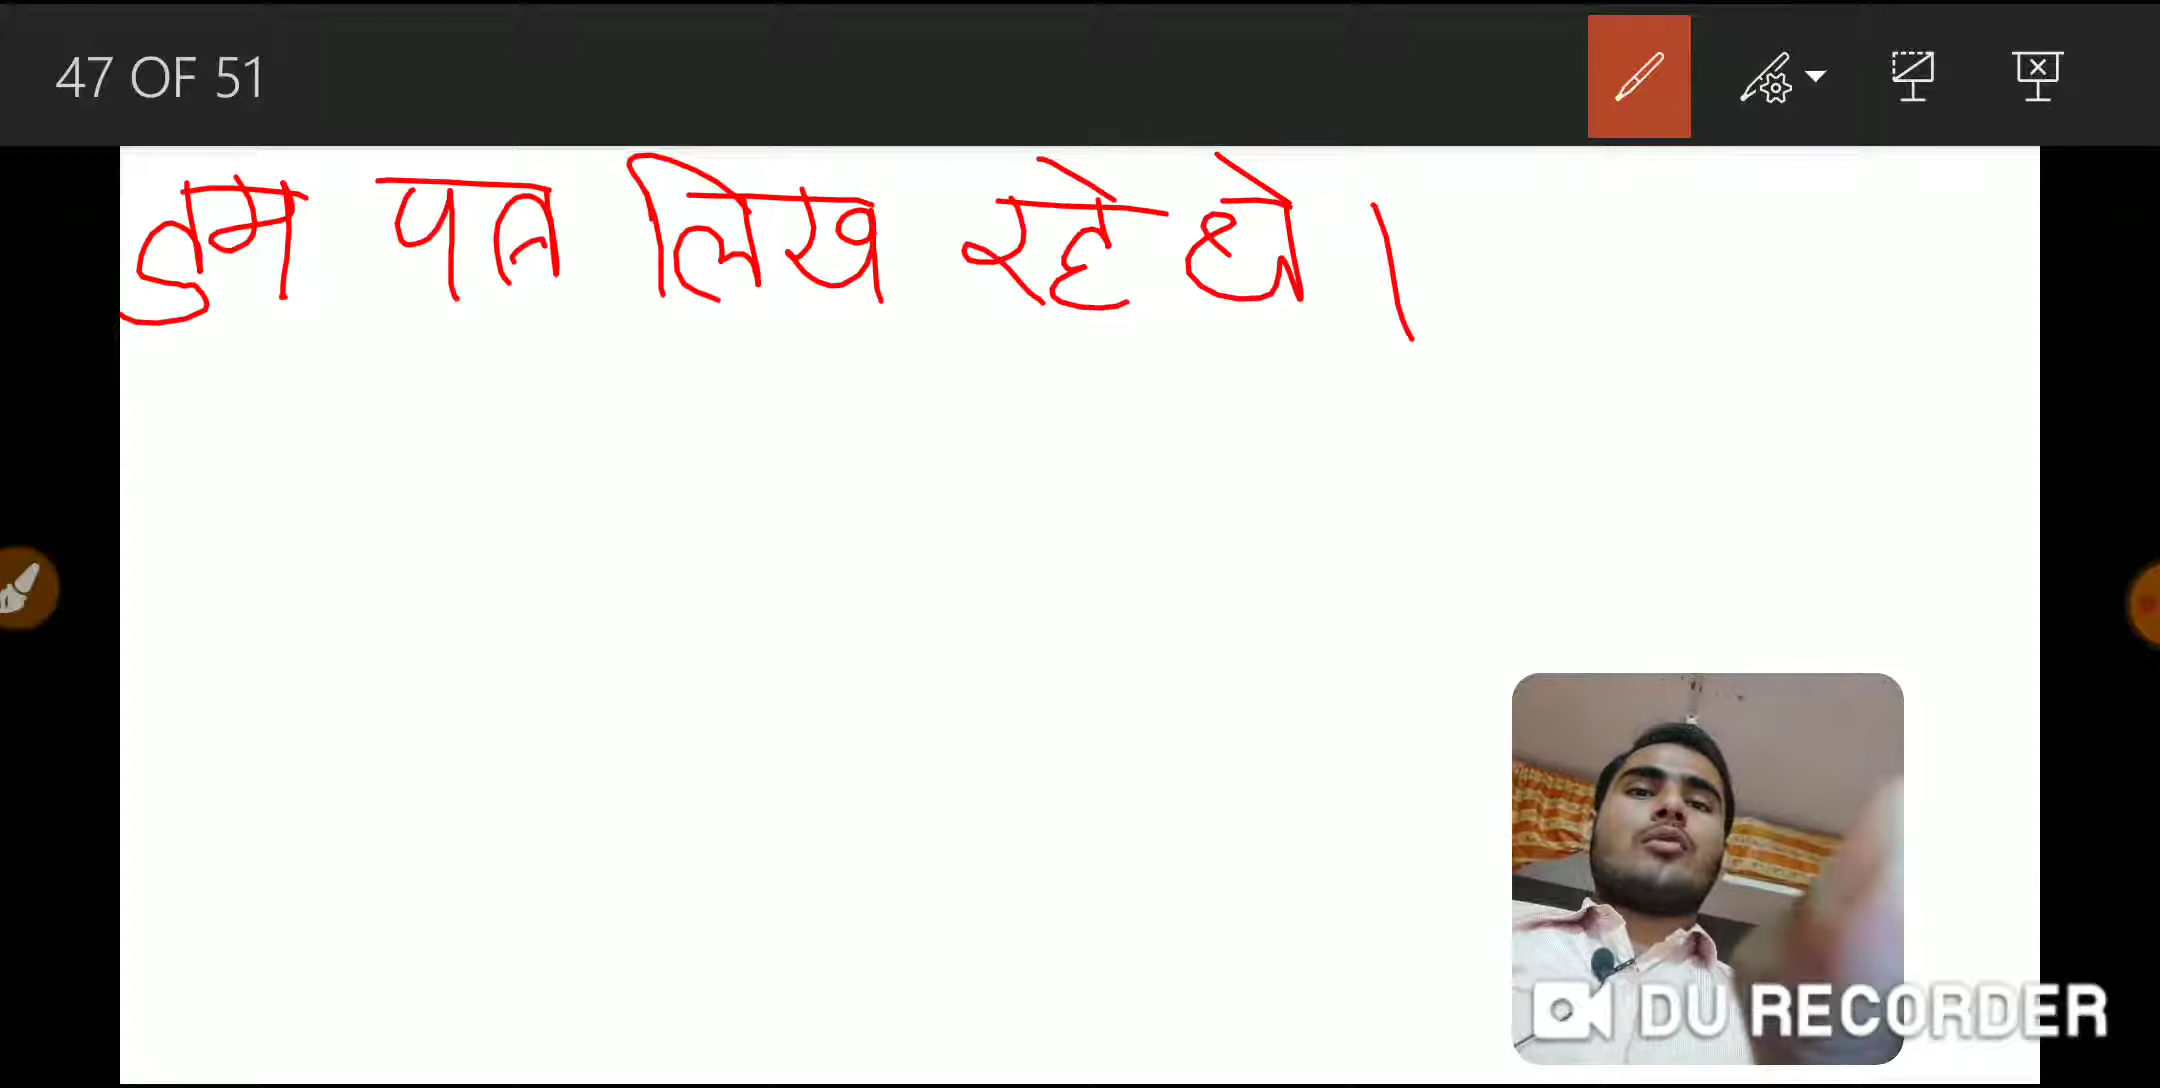 47 OF 51
तुम पत्र लिख रहे हो ।
DU RECORDER